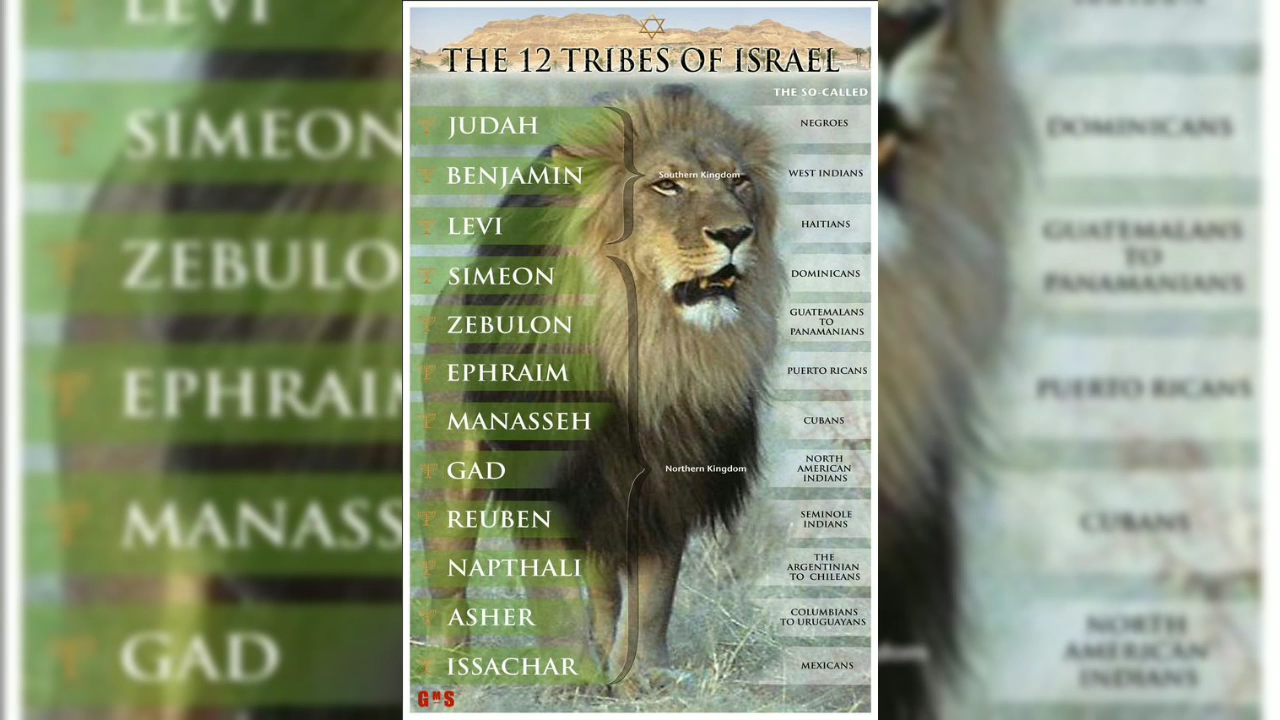 THE 12 TRIBES OF ISRAEL
THE SO-CALLED
JUDAH
NEGROES
BENJAMIN
Southern Kingdom
WEST INDIANS
LEVI
HAITIANS
SIMEON
DOMINICANS
ZEBULON
GUATEMALANS
TO
PANAMANIANS
EPHRAIM
PUERTO RICANS
MANASSEH
CUBANS
GAD
Northern Kingdom
NORTH
AMERICAN
INDIANS
REUBEN
SEMINOLE
INDIANS
NAPTHALI
THE
ARGENTINIAN
TO CHILEANS
ASHER
COLUMBIANS
TO URUGUAYANS
ISSACHAR
MEXICANS
GMS
LEVI
SIMEON
ZEBULO
EPHRAIM
MANASS
GAD
DOMINICANS
GUATEMALANS
TO
PANAMANIANS
PUERTO RICANS
CUBANS
NORTH
AMERICAN
INDIANS